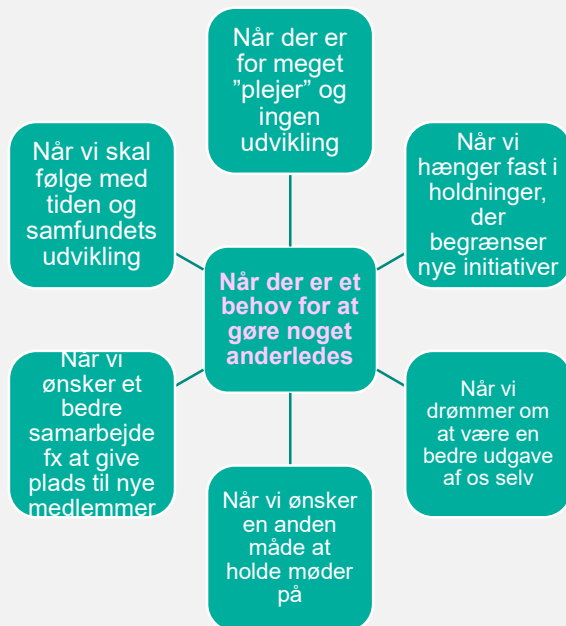 Når der er
for meget
”plejer” og
ingen
udvikling
Når vi
hænger fast i
holdninger,
der
begrænser
nye initiativer
Når vi
drømmer om
at være en
bedre udgave
af os selv
Når vi ønsker
en anden
måde at
holde møder
på
Når vi
ønsker et
bedre
samarbejde
fx at give
plads til nye
medlemmer
Når vi skal
følge med
tiden og
samfundets
udvikling
Når der er et
behov for at
gøre noget
anderledes